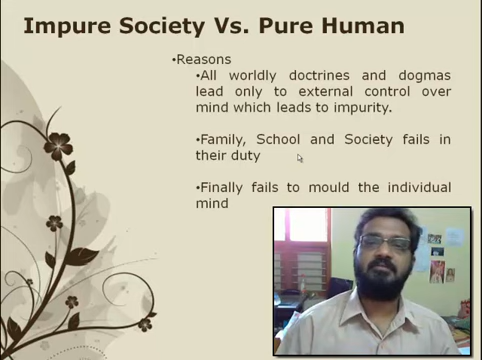 Impure Society Vs. Pure Human
•Reasons
•All worldly doctrines and dogmas
lead only to external control over
mind which leads to impurity.
•Family, School and Society fails in
their duty
•Finally fails to mould the individual
mind